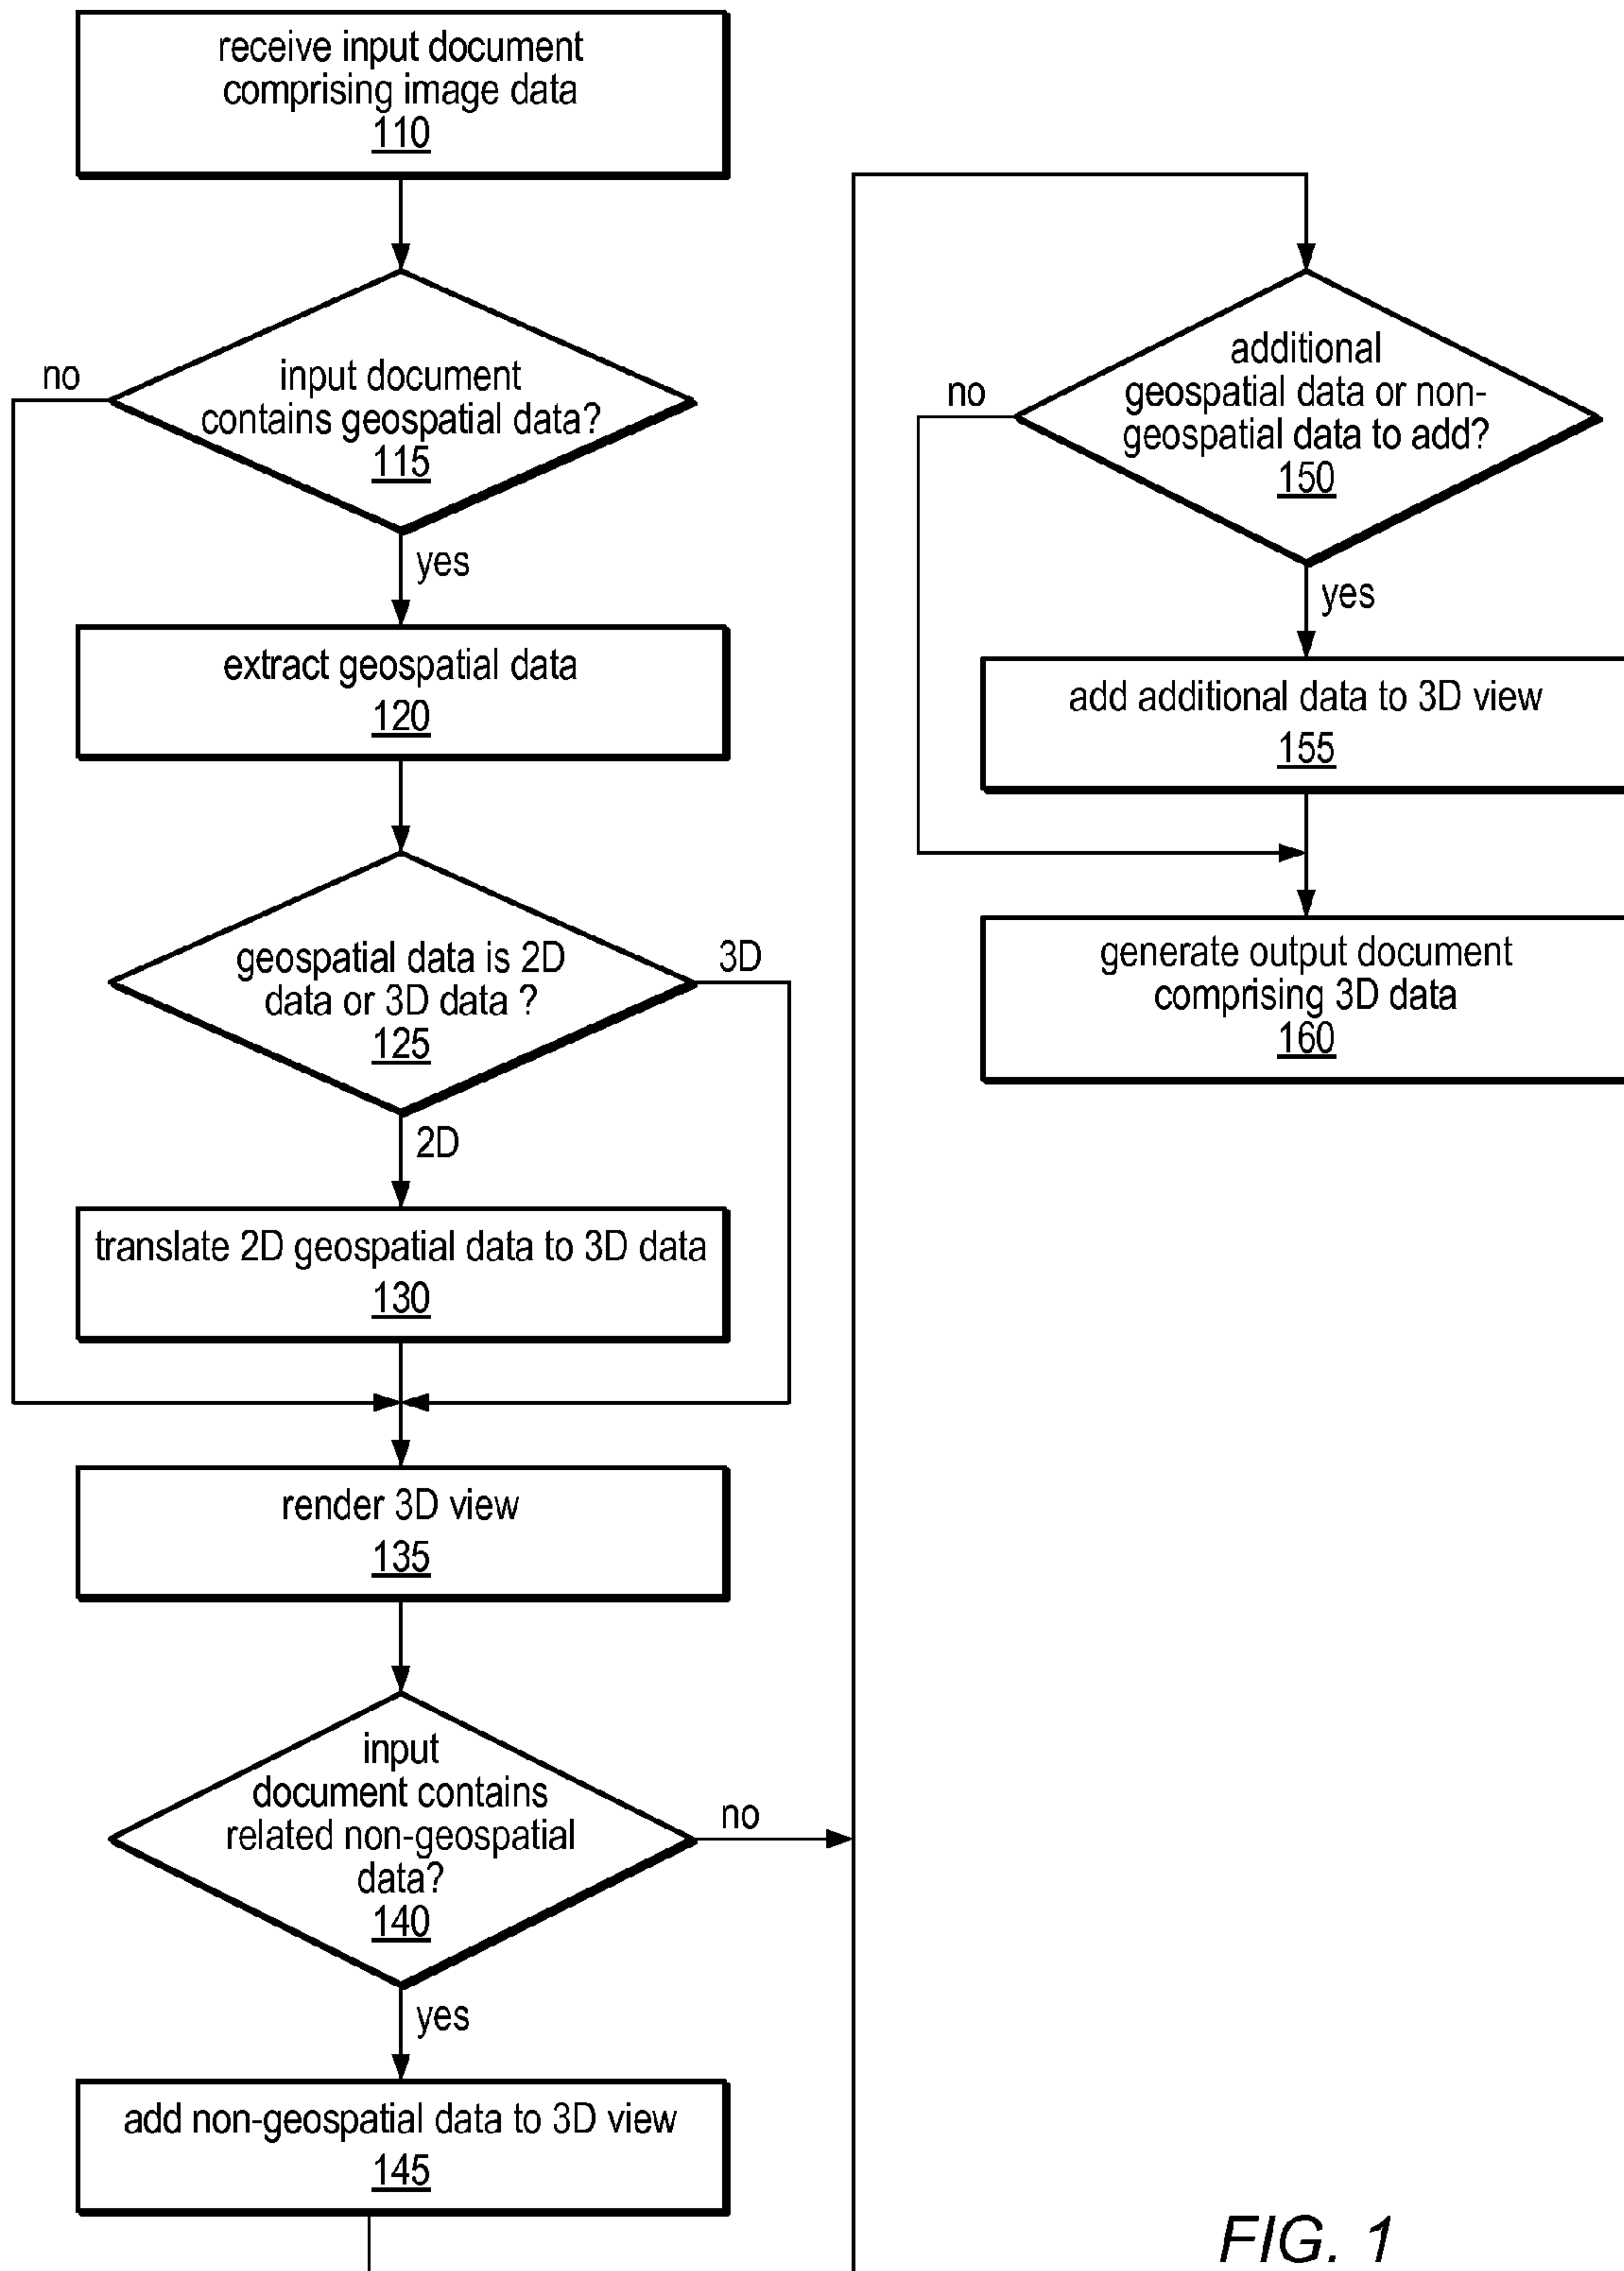 receive input document
comprising image data
110
no
input document
contains geospatial data?
115
yes
extract geospatial data
120
geospatial data is 2D
data or 3D data ?
125
3D
2D
translate 2D geospatial data to 3D data
130
render 3D view
135
input
document contains
related non-geospatial
data?
140
no
yes
add non-geospatial data to 3D view
145
additional
geospatial data or non-
geospatial data to add?
150
no
yes
add additional data to 3D view
155
generate output document
comprising 3D data
160
FIG. 1